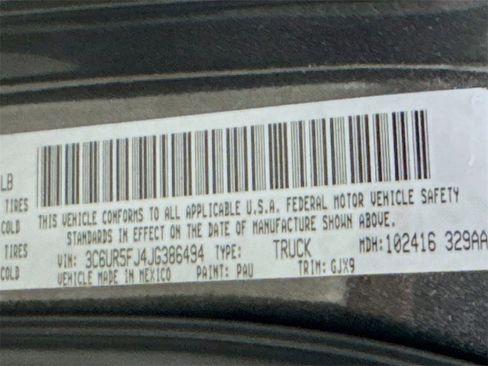 LB
TIRES
COLD
THIS VEHICLE CONFORMS TO ALL APPLICABLE U.S.A. FEDERAL MOTOR VEHICLE SAFETY
STANDARDS IN EFFECT ON THE DATE OF MANUFACTURE SHOWN ABOVE.
TIRES
COLD
VIN: 3C6UR5FJ4JG386494 TYPE: TRUCK MDH:102416 329AA
VEHICLE MADE IN MEXICO PAINT: PAU TRIM: GJX9